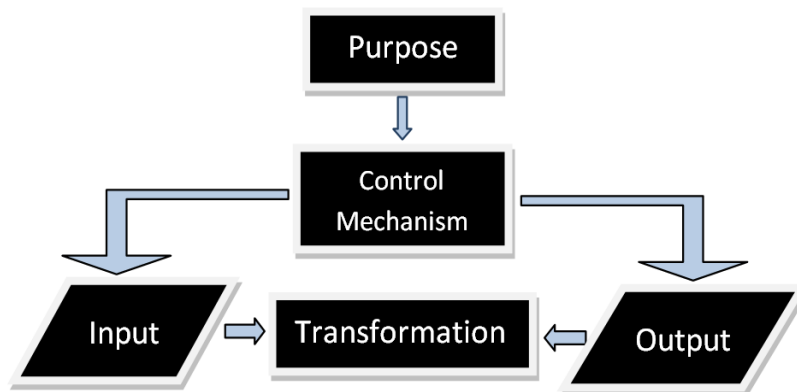 Purpose
Control
Mechanism
Input
Transformation
Output